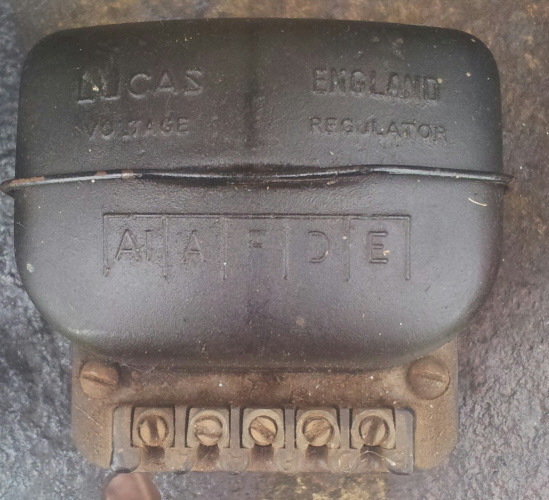 LUCAS ENGLAND
VOLTAGE REGULATOR
A1 A F D E